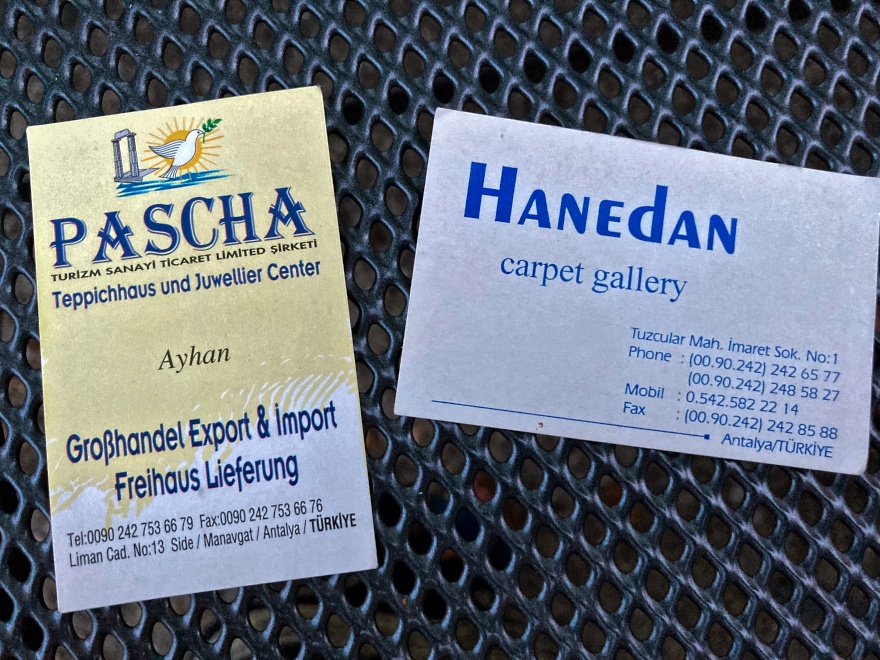 PASCHA
TURİZM SANAYİ TİCARET LIMITED ŞİRKETİ
Teppichhaus und Juwellier Center
Ayhan
Großhandel Export & İmport
Freihaus Lieferung
Tel:0090 242 753 66 79 Fax:0090 242 753 66 76
Liman Cad. No:13 Side / Manavgat / Antalya / TÜRKİYE
HANEdAN
carpet gallery
Tuzcular Mah. İmaret Sok. No:1
Phone : (00.90.242) 242 65 77
(00.90.242) 248 58 27
Mobil : 0.542.582 22 14
Fax : (00.90.242) 242 85 88
Antalya/TÜRKİYE